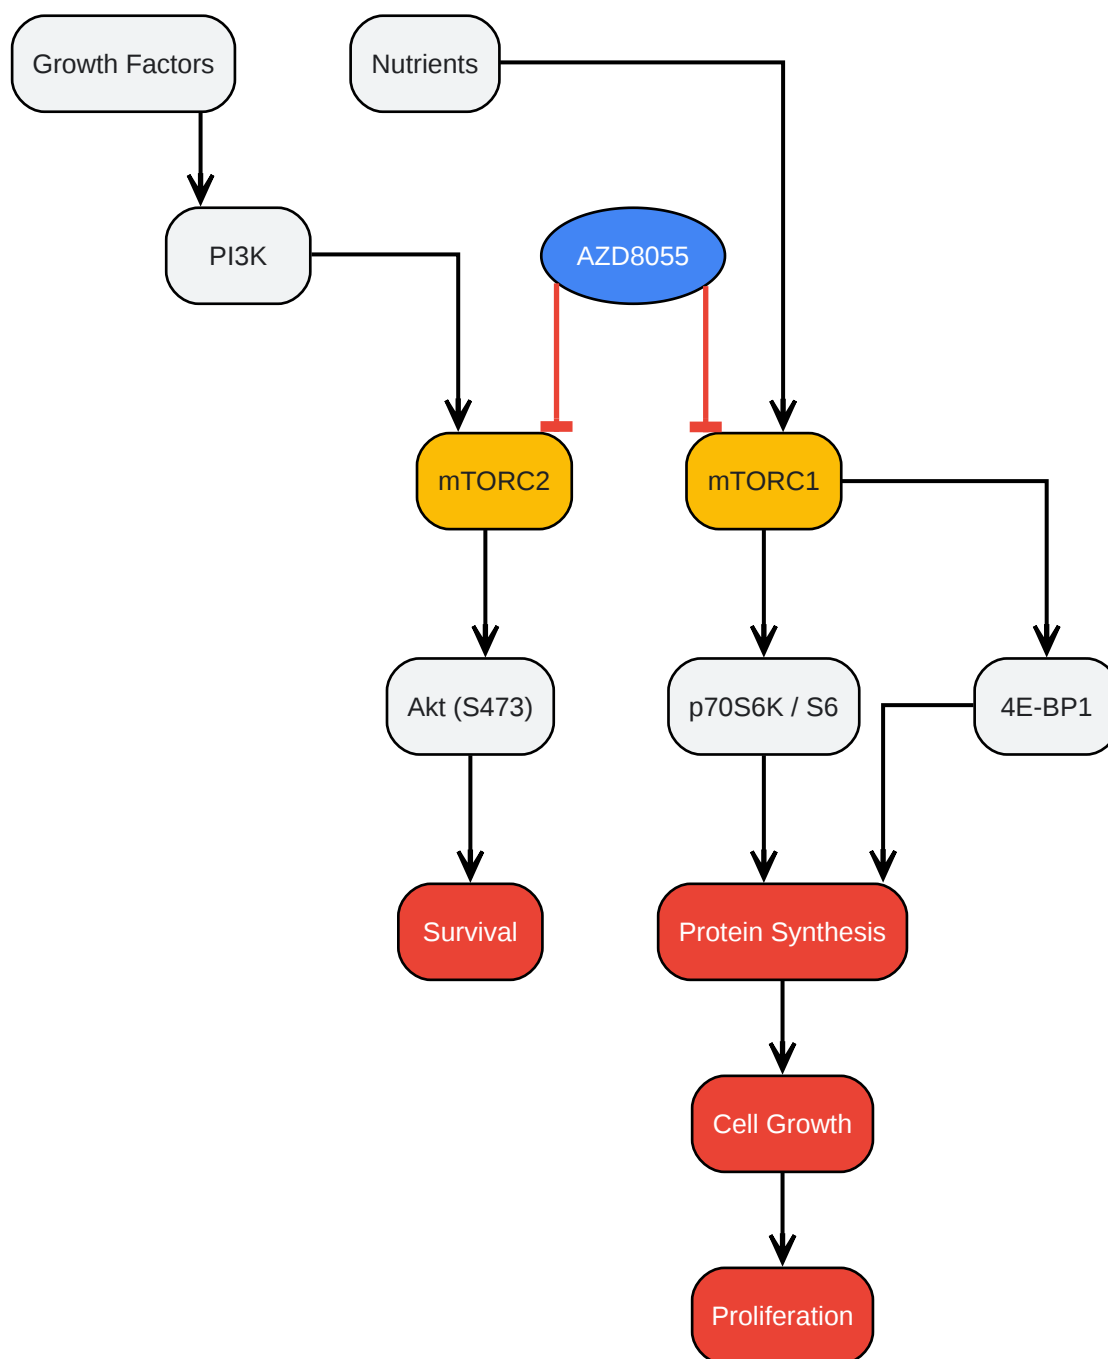 Growth Factors
Nutrients
PI3K
AZD8055
mTORC2
mTORC1
Akt (S473)
p70S6K / S6
4E-BP1
Survival
Protein Synthesis
Cell Growth
Proliferation